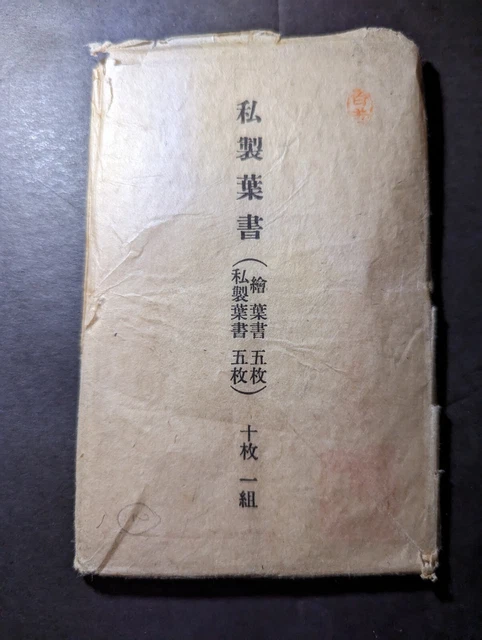 私製葉書
(繪葉書 五枚
私製葉書 五枚)
十枚一組